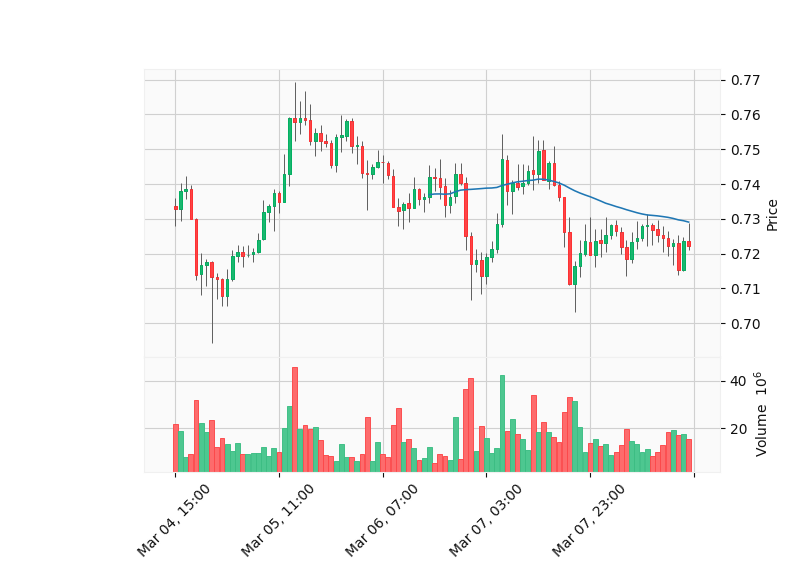 0.77
0.76
0.75
0.74
0.73
0.72
0.71
0.70
Price
40
20
Volume 10⁶
Mar 04, 15:00
Mar 05, 11:00
Mar 06, 07:00
Mar 07, 03:00
Mar 07, 23:00